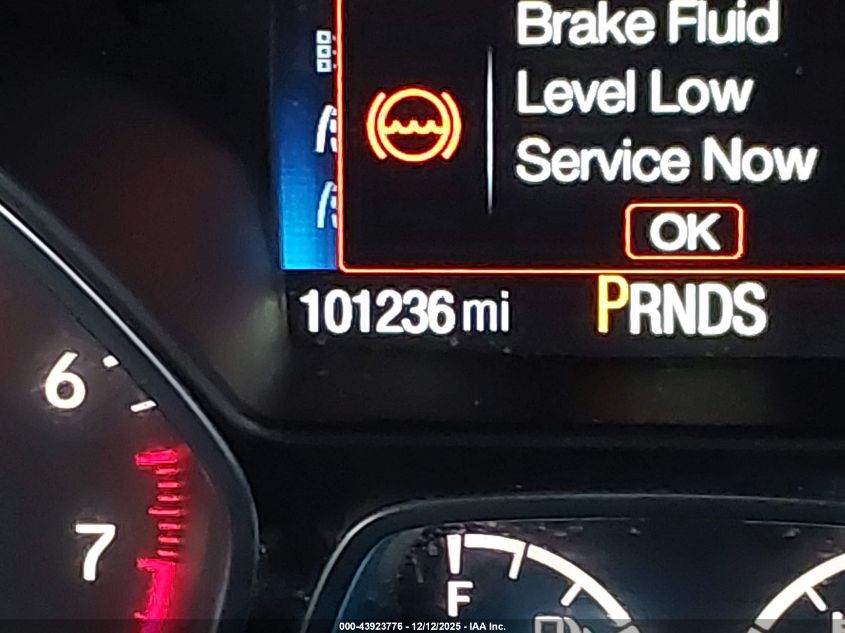 Brake Fluid
Level Low
Service Now
OK
101236 mi
PRNDS
6
7
F
000-43923776 - 12/12/2025 - IAA Inc.